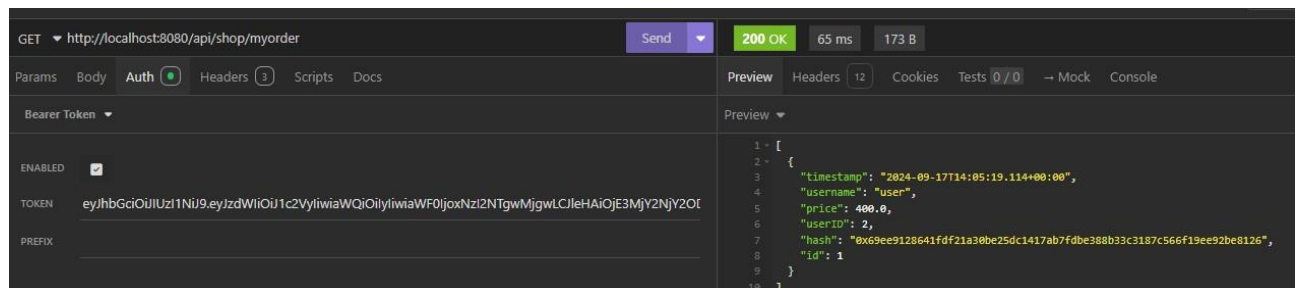 GET http://localhost:8080/api/shop/myorder Send
Params Body Auth Headers 3 Scripts Docs
Bearer Token
ENABLED
TOKEN eyJhbGciOiJIUzI1NiJ9.eyJzdWIiOiJ1c2VyIiwiaWQiOiIyIiwiaWF0IjoxNzI2NTgwMjgwLCJleHAiOjE3MjY2NjY2OD
PREFIX
200 OK 65 ms 173 B
Preview Headers 12 Cookies Tests 0 / 0 → Mock Console
Preview
1 [
2 {
3 "timestamp": "2024-09-17T14:05:19.114+00:00",
4 "username": "user",
5 "price": 400.0,
6 "userID": 2,
7 "hash": "0x69ee9128641fdf21a30be25dc1417ab7fdbe388b33c3187c566f19ee92be8126",
8 "id": 1
9 }
10 ]